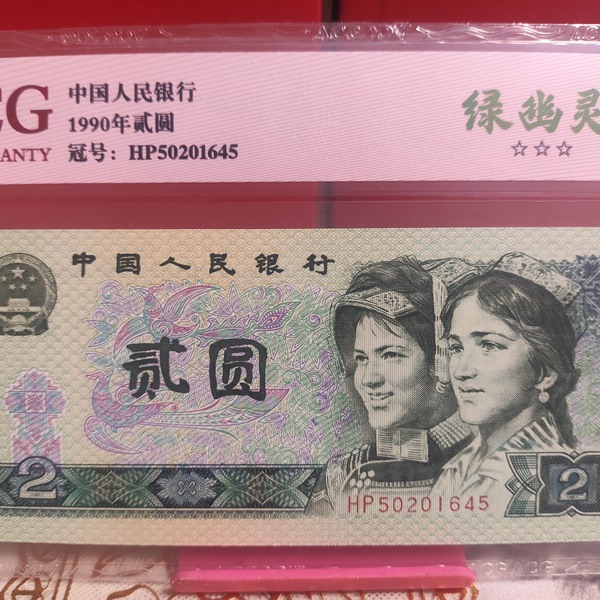 CG
中国人民银行
1990年贰圆
冠号：HP50201645
RANTY
绿幽灵
☆☆☆
中国人民银行
贰圆
2
HP50201645
2